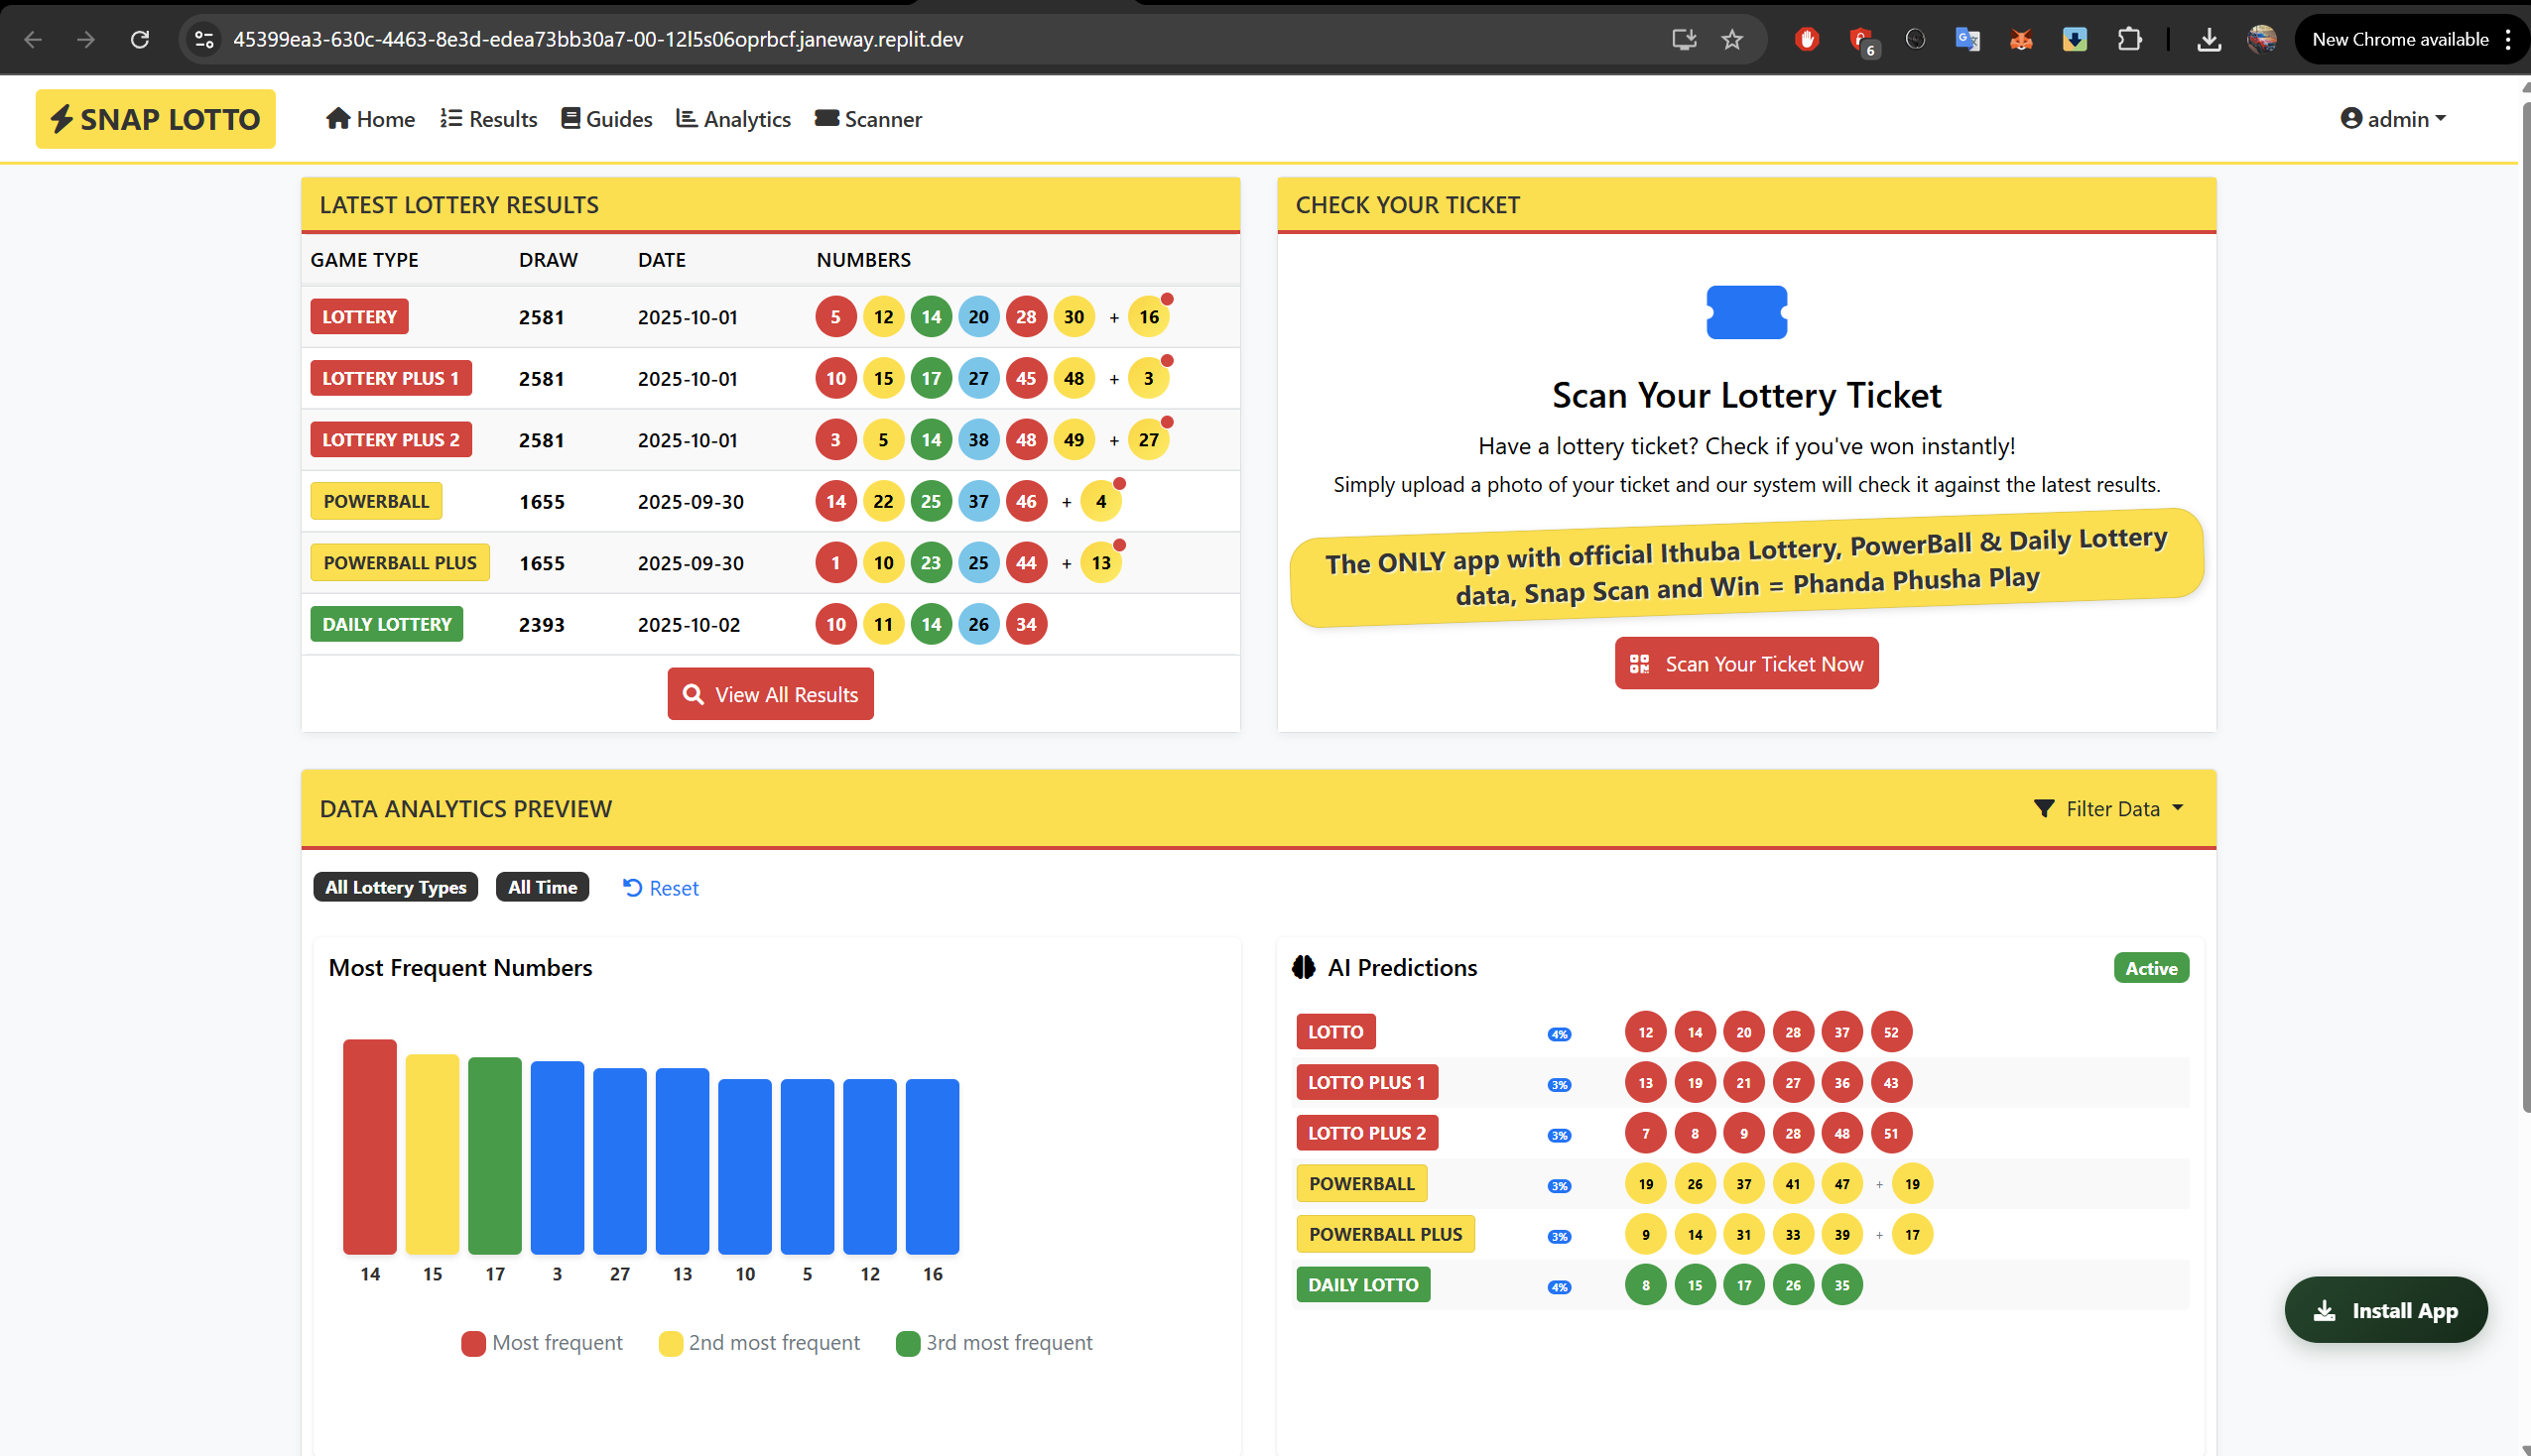 45399ea3-630c-4463-8e3d-edea73bb30a7-00-12l5s06oprbcf.janeway.replit.dev
6
New Chrome available
SNAP LOTTO
Home
Results
Guides
Analytics
Scanner
admin
LATEST LOTTERY RESULTS
GAME TYPE DRAW DATE NUMBERS
LOTTERY 2581 2025-10-01 5 12 14 20 28 30 + 16
LOTTERY PLUS 1 2581 2025-10-01 10 15 17 27 45 48 + 3
LOTTERY PLUS 2 2581 2025-10-01 3 5 14 38 48 49 + 27
POWERBALL 1655 2025-09-30 14 22 25 37 46 + 4
POWERBALL PLUS 1655 2025-09-30 1 10 23 25 44 + 13
DAILY LOTTERY 2393 2025-10-02 10 11 14 26 34
View All Results
CHECK YOUR TICKET
Scan Your Lottery Ticket
Have a lottery ticket? Check if you've won instantly!
Simply upload a photo of your ticket and our system will check it against the latest results.
The ONLY app with official Ithuba Lottery, PowerBall & Daily Lottery
data, Snap Scan and Win = Phanda Phusha Play
Scan Your Ticket Now
DATA ANALYTICS PREVIEW
Filter Data
All Lottery Types
All Time
Reset
Most Frequent Numbers
14 15 17 3 27 13 10 5 12 16
Most frequent
2nd most frequent
3rd most frequent
AI Predictions
Active
LOTTO 4% 12 14 20 28 37 52
LOTTO PLUS 1 3% 13 19 21 27 36 43
LOTTO PLUS 2 3% 7 8 9 28 48 51
POWERBALL 3% 19 26 37 41 47 + 19
POWERBALL PLUS 3% 9 14 31 33 39 + 17
DAILY LOTTO 4% 8 15 17 26 35
Install App